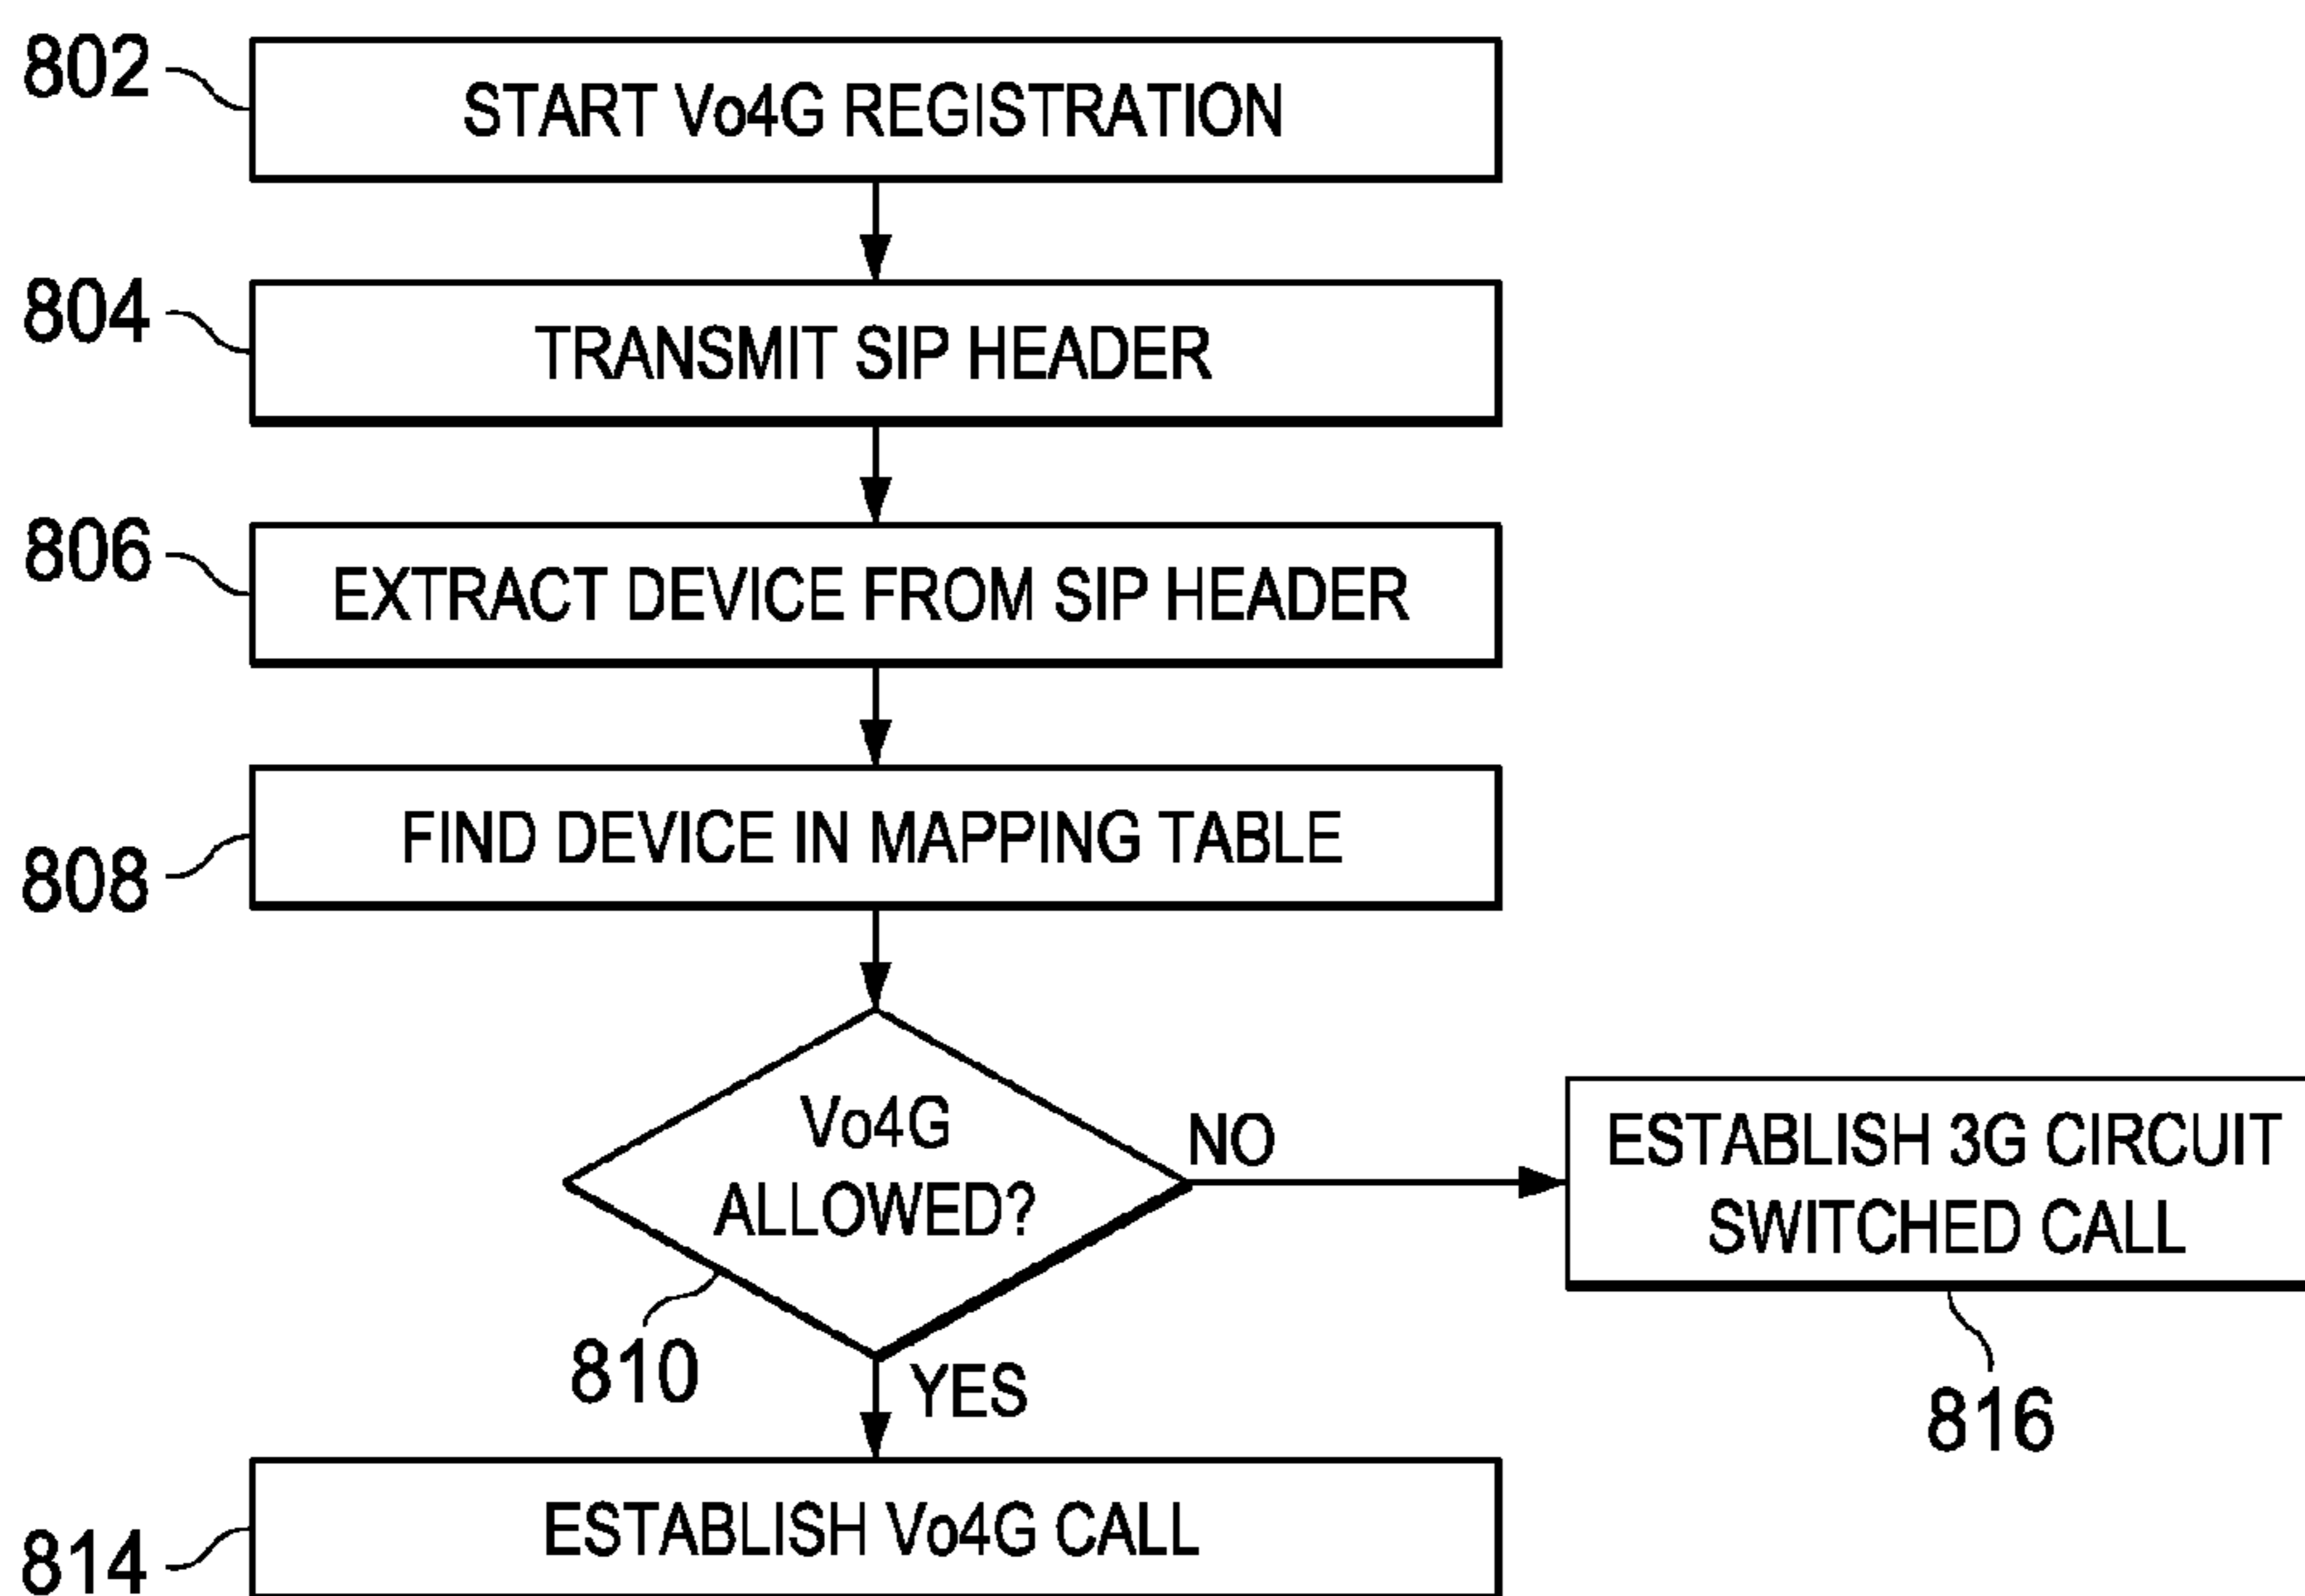 802
START Vo4G REGISTRATION
804
TRANSMIT SIP HEADER
806
EXTRACT DEVICE FROM SIP HEADER
808
FIND DEVICE IN MAPPING TABLE
Vo4G
ALLOWED?
NO
ESTABLISH 3G CIRCUIT
SWITCHED CALL
810
YES
816
814
ESTABLISH Vo4G CALL